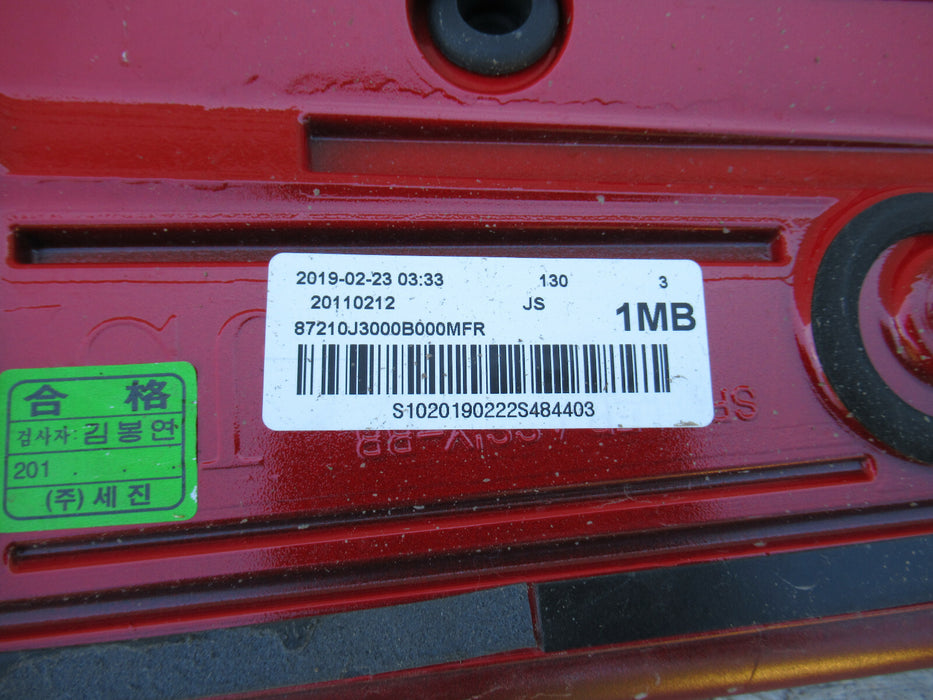 2019-02-23 03:33 130 3
20110212 JS 1MB
87210J3000B000MFR
S1020190222S484403
合 格
검사자: 김봉연
201
(주) 세진